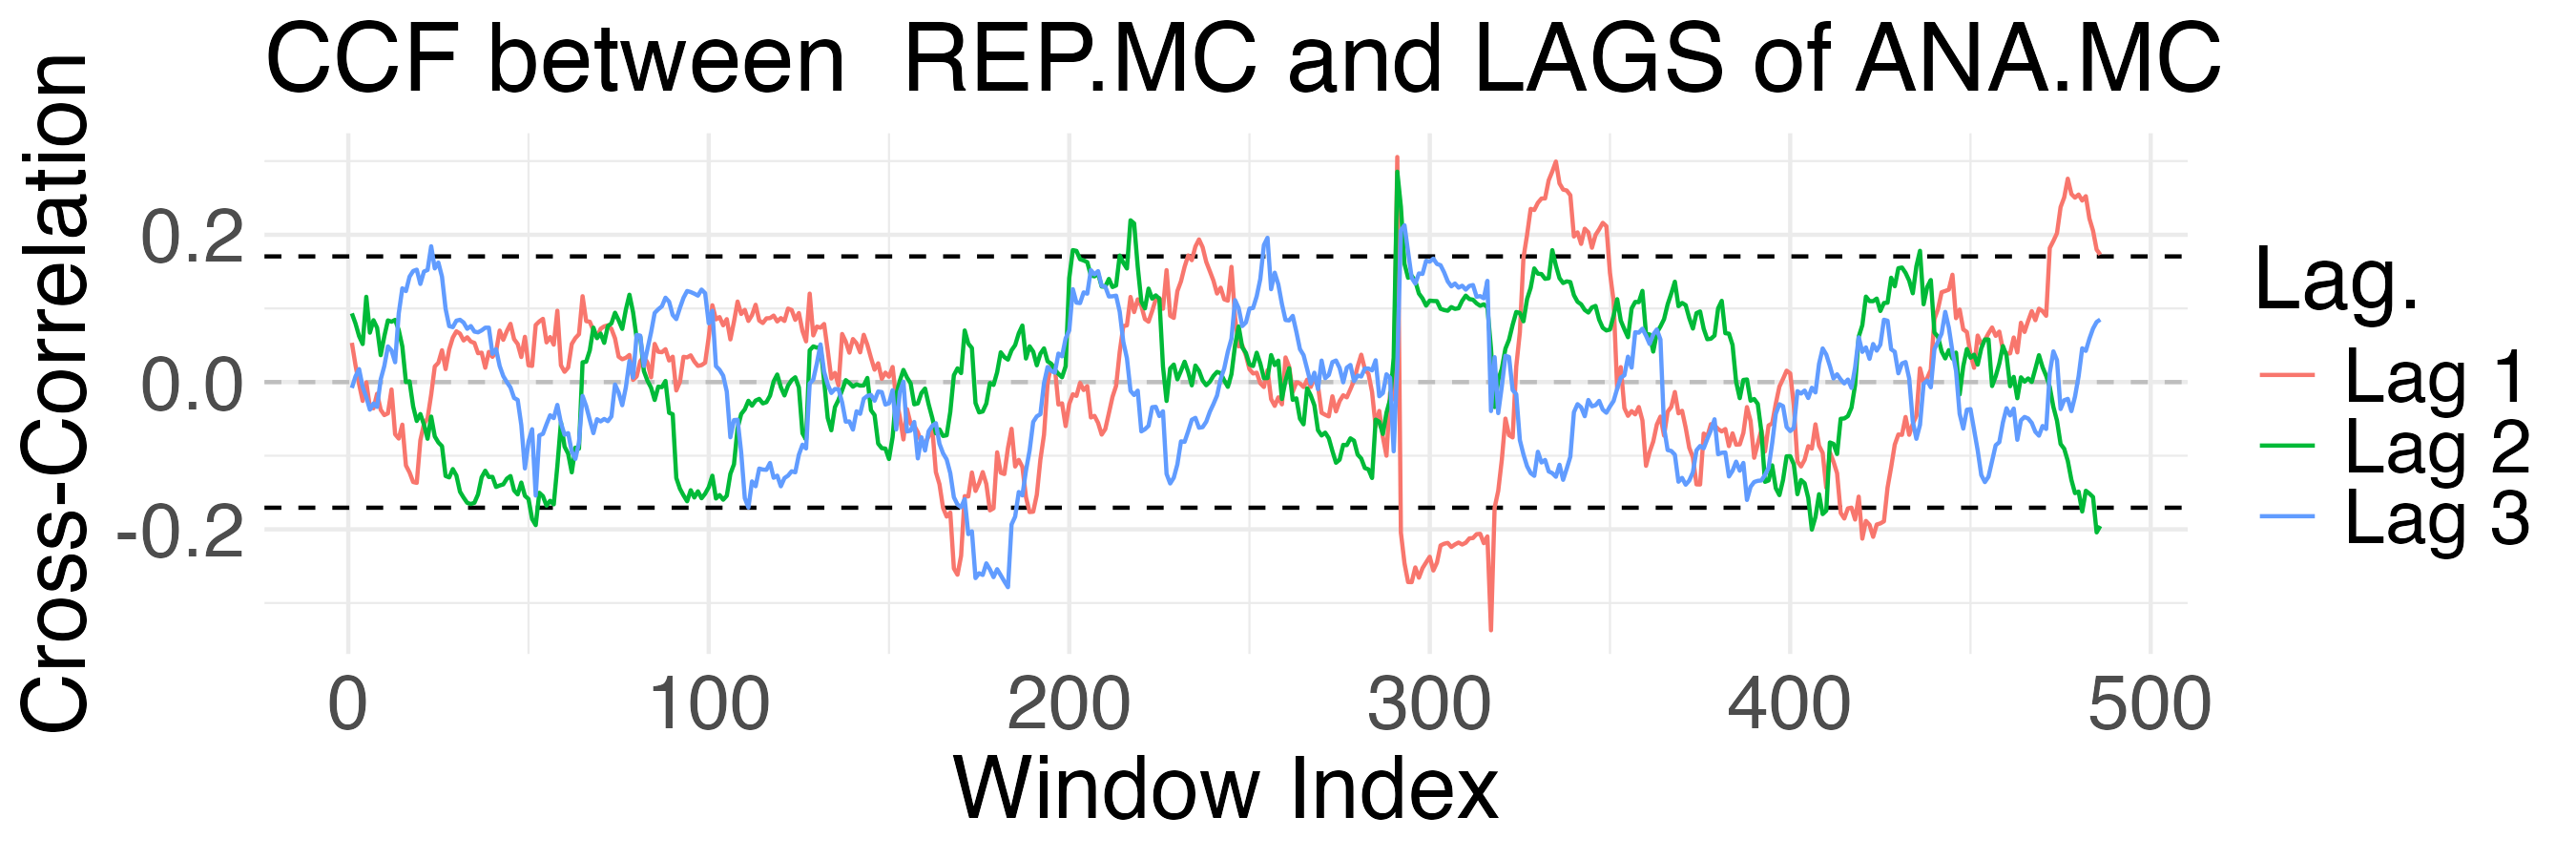 CCF between  REP.MC and LAGS of ANA.MC
Cross-Correlation
0.2
0.0
-0.2
0 100 200 300 400 500
Window Index
Lag.
Lag 1
Lag 2
Lag 3